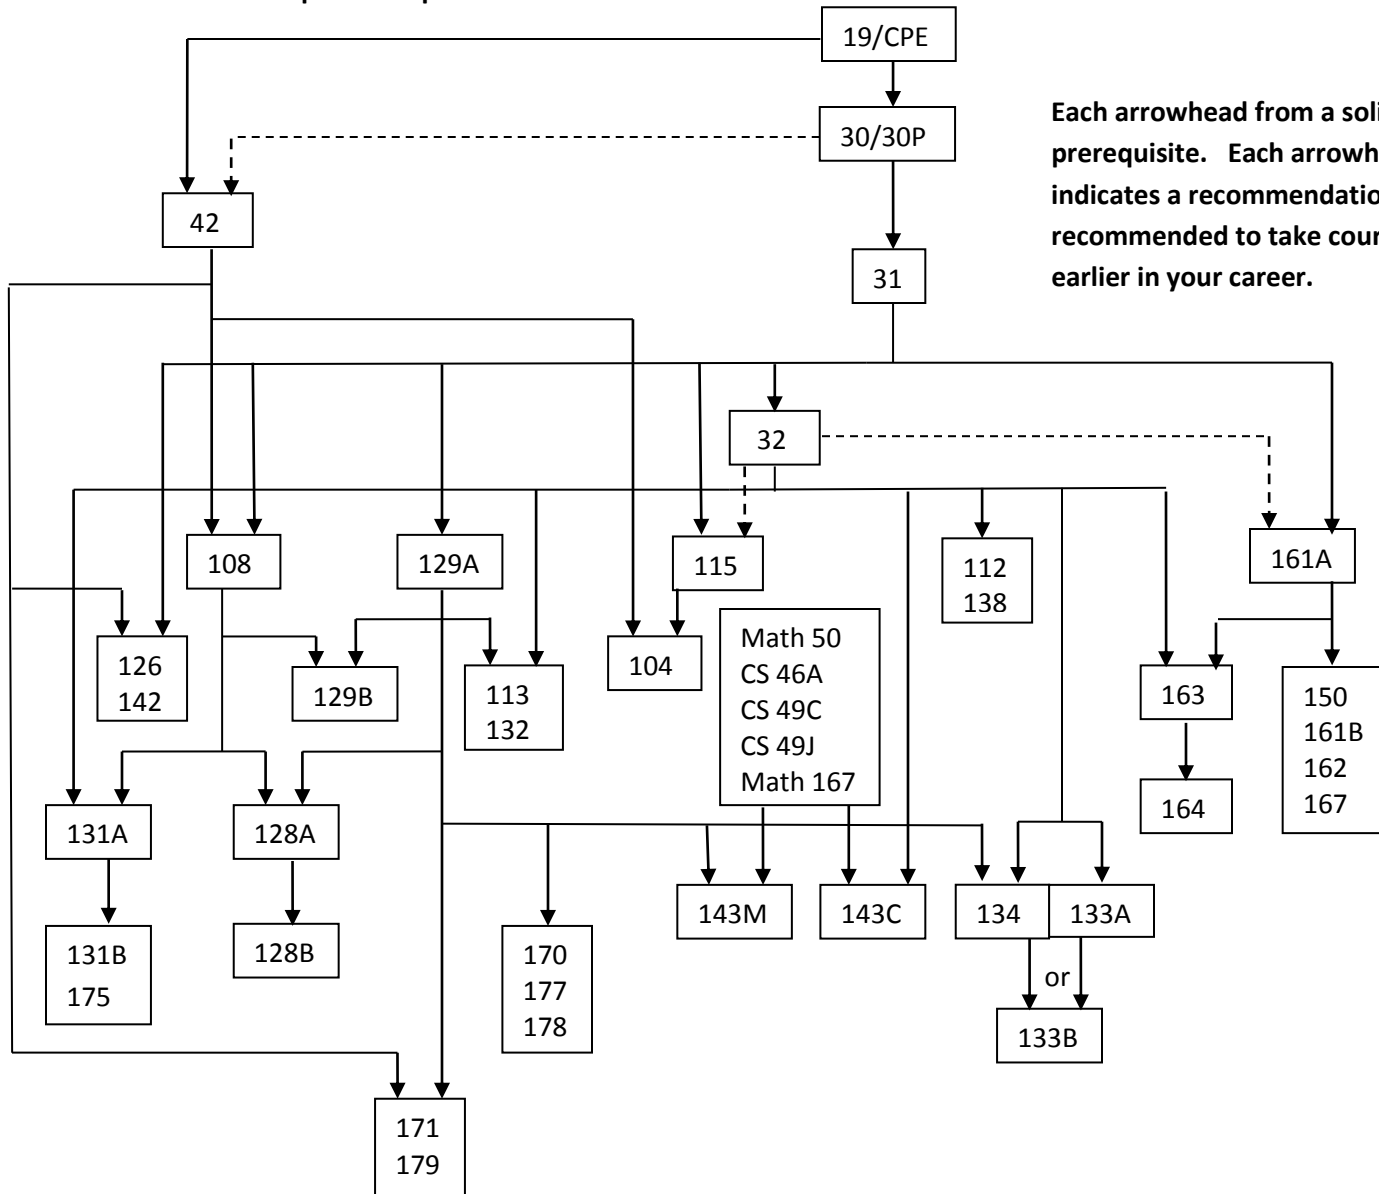 19/CPE
30/30P
Each arrowhead from a soli
prerequisite. Each arrowh
indicates a recommendatio
recommended to take cour
earlier in your career.
42
31
32
108
129A
115
112
138
161A
126
142
129B
113
132
104
Math 50
CS 46A
CS 49C
CS 49J
Math 167
163
150
161B
162
167
164
131A
128A
143M
143C
134
133A
131B
175
128B
170
177
178
or
133B
171
179